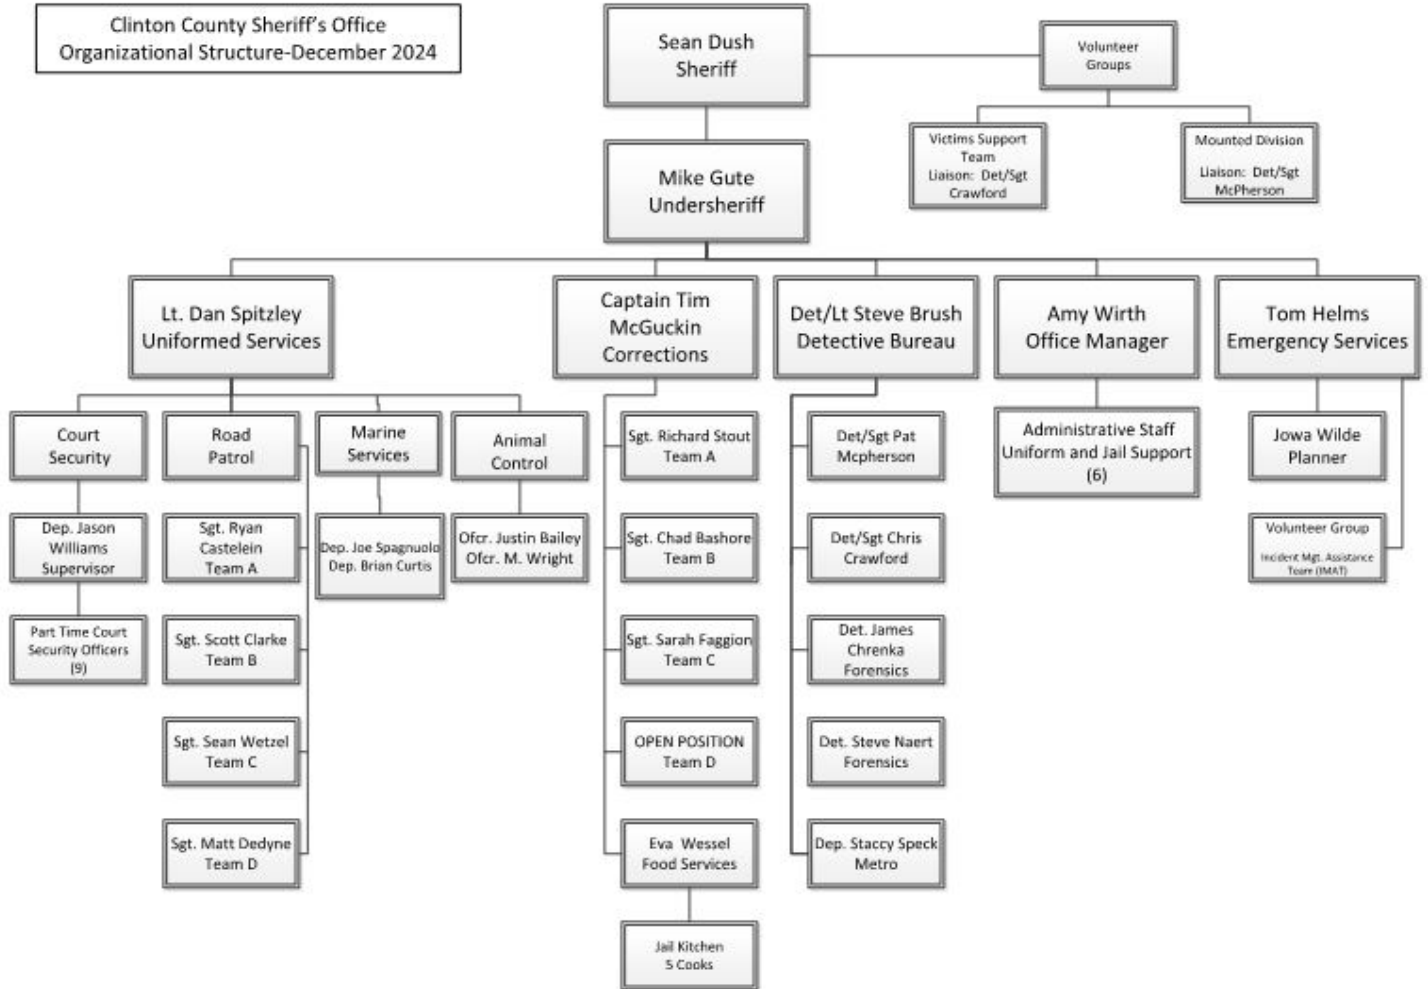 Clinton County Sheriff's Office
Organizational Structure-December 2024
Sean Dush
Sheriff
Volunteer
Groups
Victims Support
Team
Liaison: Det/Sgt
Crawford
Mounted Division
Liaison: Det/Sgt
McPherson
Mike Gute
Undersheriff
Lt. Dan Spitzley
Uniformed Services
Captain Tim
McGuckin
Corrections
Det/Lt Steve Brush
Detective Bureau
Amy Wirth
Office Manager
Tom Helms
Emergency Services
Court
Security
Road
Patrol
Marine
Services
Animal
Control
Sgt. Richard Stout
Team A
Det/Sgt Pat
Mcpherson
Administrative Staff
Uniform and Jail Support
(6)
Jowa Wilde
Planner
Dep. Jason
Williams
Supervisor
Sgt. Ryan
Castelein
Team A
Dep. Joe Spagnuolo
Dep. Brian Curtis
Ofcr. Justin Bailey
Ofcr. M. Wright
Sgt. Chad Bashore
Team B
Det/Sgt Chris
Crawford
Volunteer Group
Incident Mgt. Assistance
Team (IMAT)
Part Time Court
Security Officers
(9)
Sgt. Scott Clarke
Team B
Sgt. Sarah Faggion
Team C
Det. James
Chrenka
Forensics
Sgt. Sean Wetzel
Team C
OPEN POSITION
Team D
Det. Steve Naert
Forensics
Sgt. Matt Dedyne
Team D
Eva Wessel
Food Services
Dep. Staccy Speck
Metro
Jail Kitchen
5 Cooks